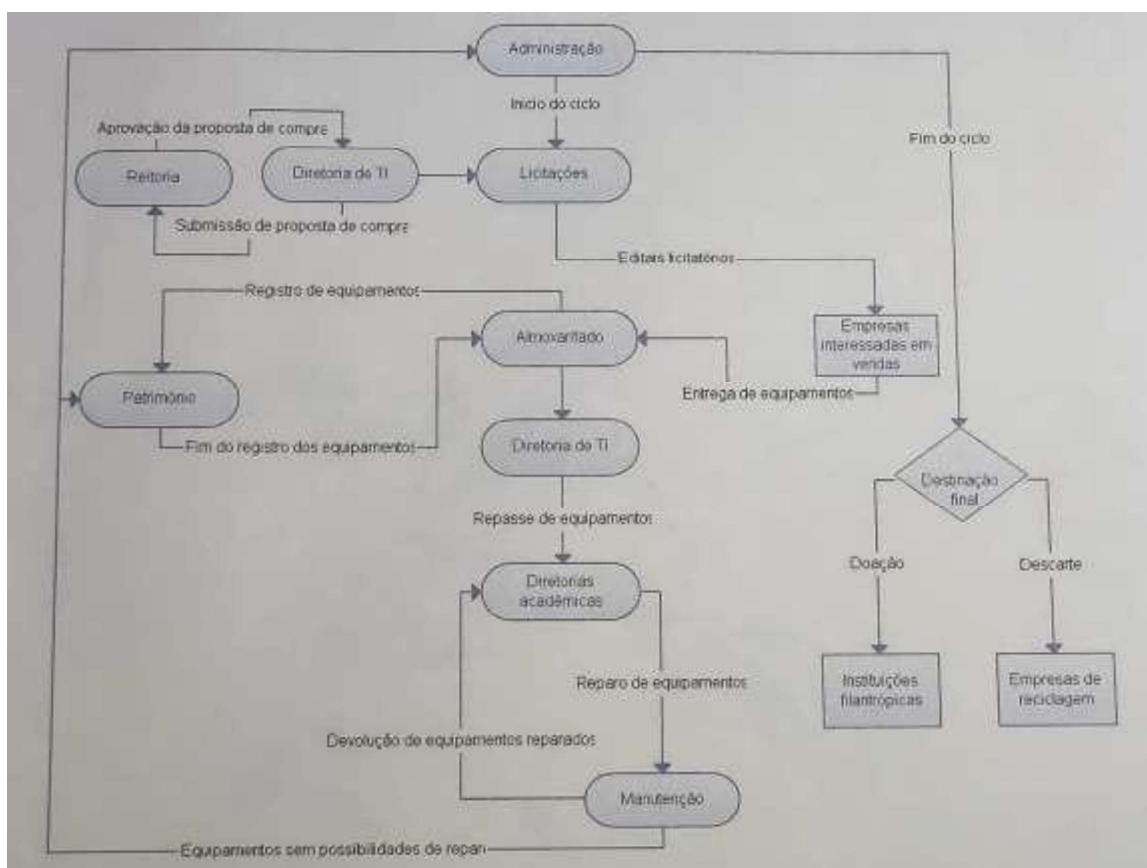 Administração
Início do ciclo
Fim do ciclo
Aprovação da proposta de compra
Reitoria
Diretoria de TI
Licitações
Submissão de proposta de compra
Editais licitatórios
Registro de equipamentos
Almoxarifado
Empresas
interessadas em
vendas
Entrega de equipamentos
Patrimônio
Fim do registro dos equipamentos
Diretoria de TI
Destinação
final
Repasse de equipamentos
Doação
Descarte
Diretorias
acadêmicas
Reparo de equipamentos
Instituições
filantrópicas
Empresas de
reciclagem
Devolução de equipamentos reparados
Manutenção
Equipamentos sem possibilidades de repar